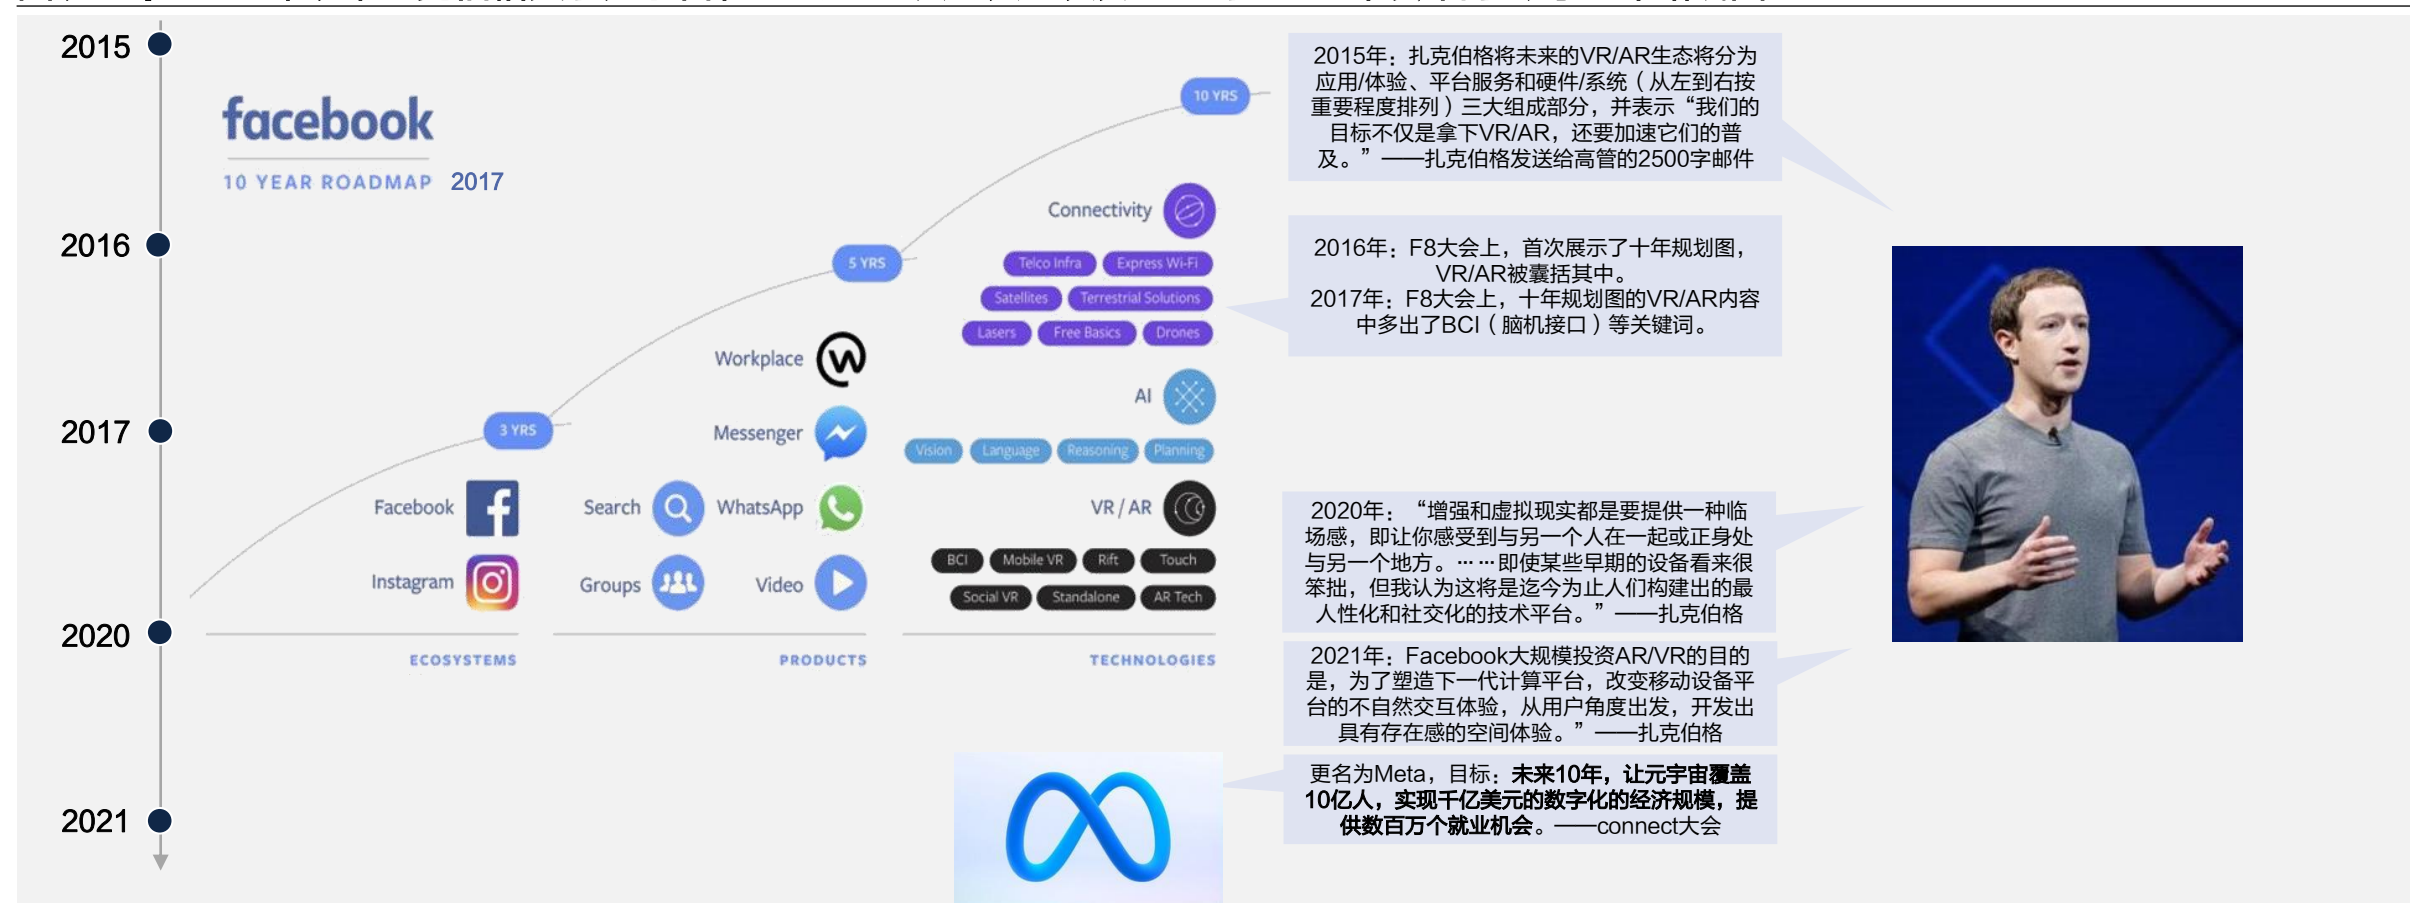 2015
2016
2017
2020
2021
facebook
10 YEAR ROADMAP 2017
3 YRS
Facebook
Instagram
ECOSYSTEMS
5 YRS
Workplace
Messenger
Search
WhatsApp
Groups
Video
PRODUCTS
10 YRS
Connectivity
Telco Infra
Express Wi-Fi
Satellites
Terrestrial Solutions
Lasers
Free Basics
Drones
AI
Vision
Language
Reasoning
Planning
VR / AR
BCI
Mobile VR
Rift
Touch
Social VR
Standalone
AR Tech
TECHNOLOGIES
2015年：扎克伯格将未来的VR/AR生态将分为
应用/体验、平台服务和硬件/系统（从左到右按
重要程度排列）三大组成部分，并表示“我们的
目标不仅是拿下VR/AR，还要加速它们的普
及。”——扎克伯格发送给高管的2500字邮件
2016年：F8大会上，首次展示了十年规划图，
VR/AR被囊括其中。
2017年：F8大会上，十年规划图的VR/AR内容
中多出了BCI（脑机接口）等关键词。
2020年：“增强和虚拟现实都是要提供一种临
场感，即让你感受到与另一个人在一起或正身处
与另一个地方。……即使某些早期的设备看来很
笨拙，但我认为这将是迄今为止人们构建出的最
人性化和社交化的技术平台。”——扎克伯格
2021年：Facebook大规模投资AR/VR的目的
是，为了塑造下一代计算平台，改变移动设备平
台的不自然交互体验，从用户角度出发，开发出
具有存在感的空间体验。”——扎克伯格
更名为Meta，目标：未来10年，让元宇宙覆盖
10亿人，实现千亿美元的数字化的经济规模，提
供数百万个就业机会。——connect大会